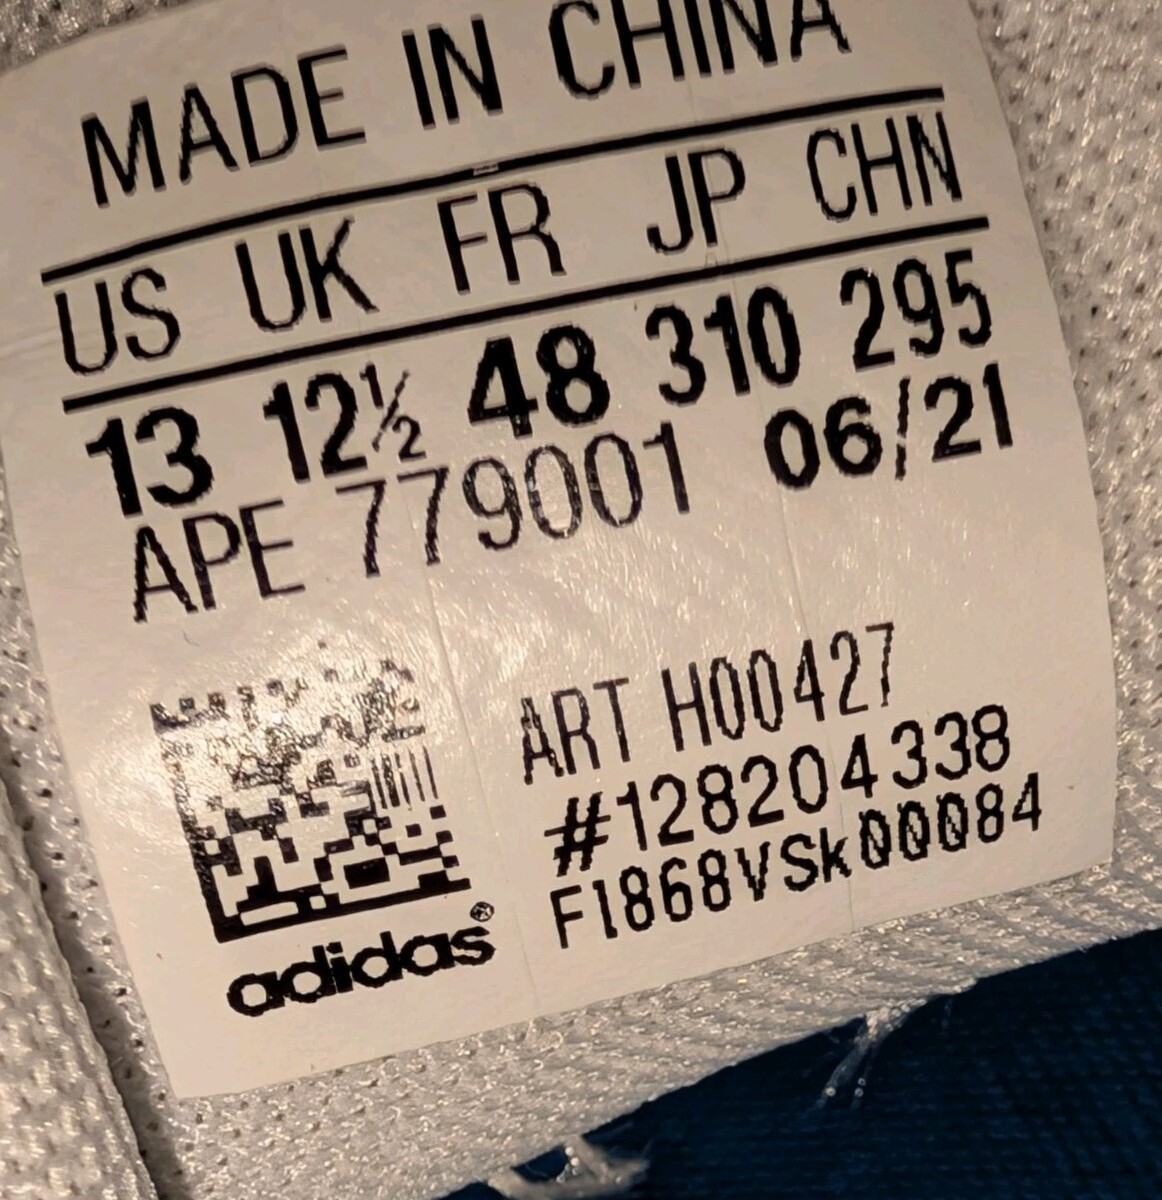 MADE IN CHINA
US UK FR JP CHN
13 12½ 48 310 295
APE 779001 06/21
ART H00427
#128204338
F1868VSk00084
adidas®